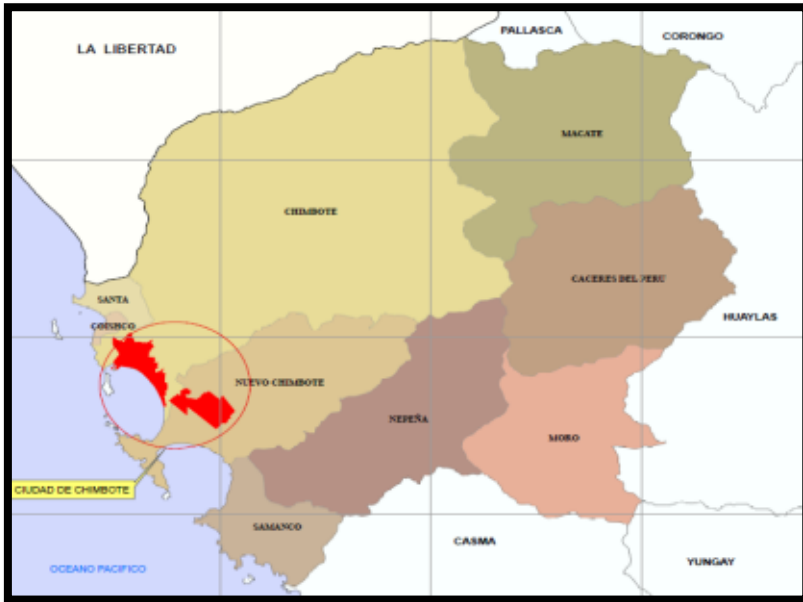 PALLASCA
CORONGO
LA LIBERTAD
MACATE
CHIMBOTE
CACERES DEL PERU
SANTA
HUAYLAS
COISHCO
NUEVO CHIMBOTE
NEPEÑA
MORO
CIUDAD DE CHIMBOTE
SAMANCO
CASMA
YUNGAY
OCEANO PACIFICO